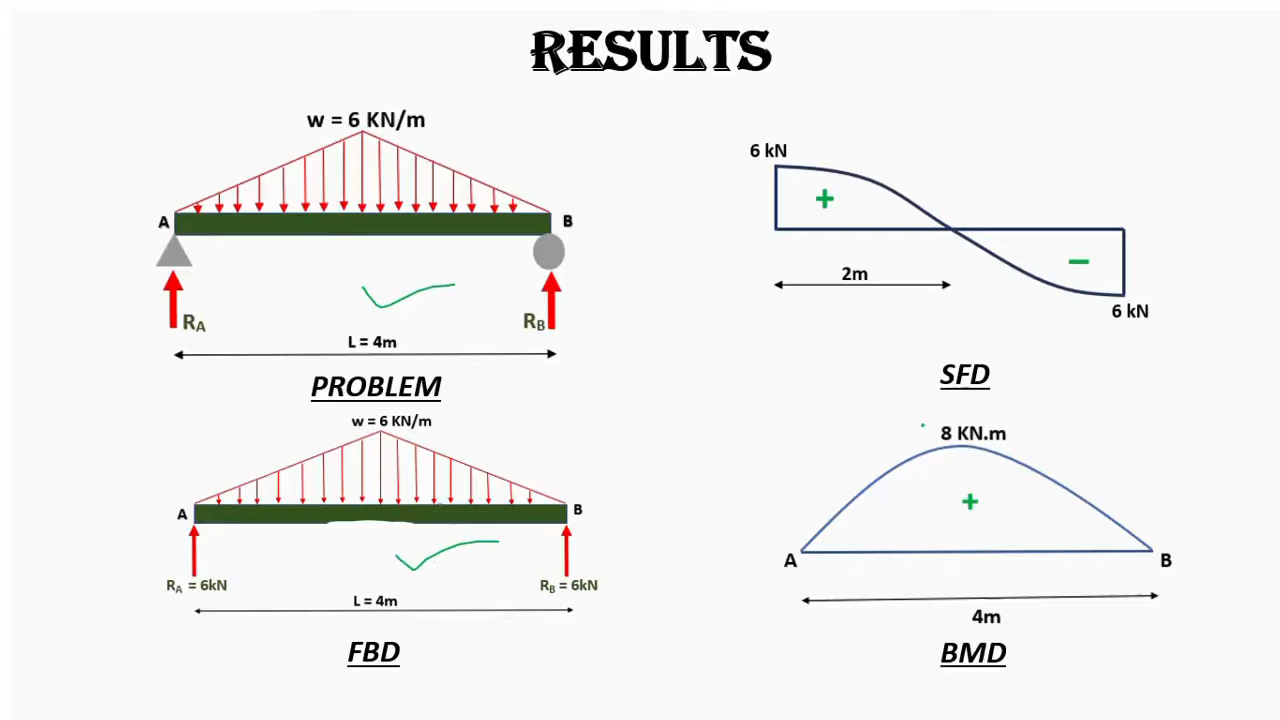 RESULTS
w = 6 KN/m
A
B
RA
RB
L = 4m
PROBLEM
w = 6 KN/m
A
B
RA = 6kN
RB = 6kN
L = 4m
FBD
6 kN
+
−
2m
6 kN
SFD
8 KN.m
+
A
B
4m
BMD